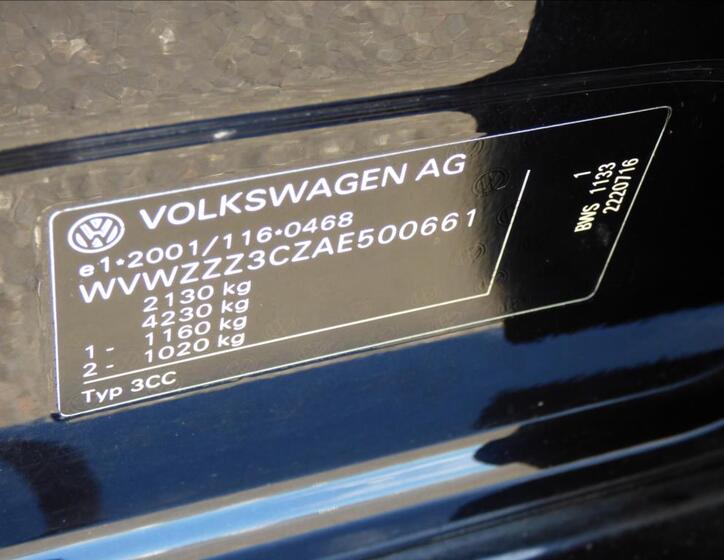 VOLKSWAGEN AG
e1*2001/116*0468
WVWZZZ3CZAE500661
2130 kg
4230 kg
1 - 1160 kg
2 - 1020 kg
Typ 3CC
1
BWS 1133
2220716